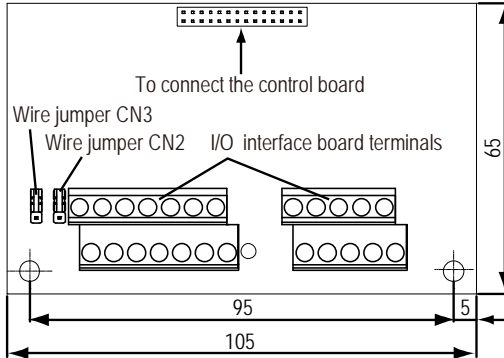 To connect the control board
Wire jumper CN3
Wire jumper CN2 I/O interface board terminals
65
95 5
105